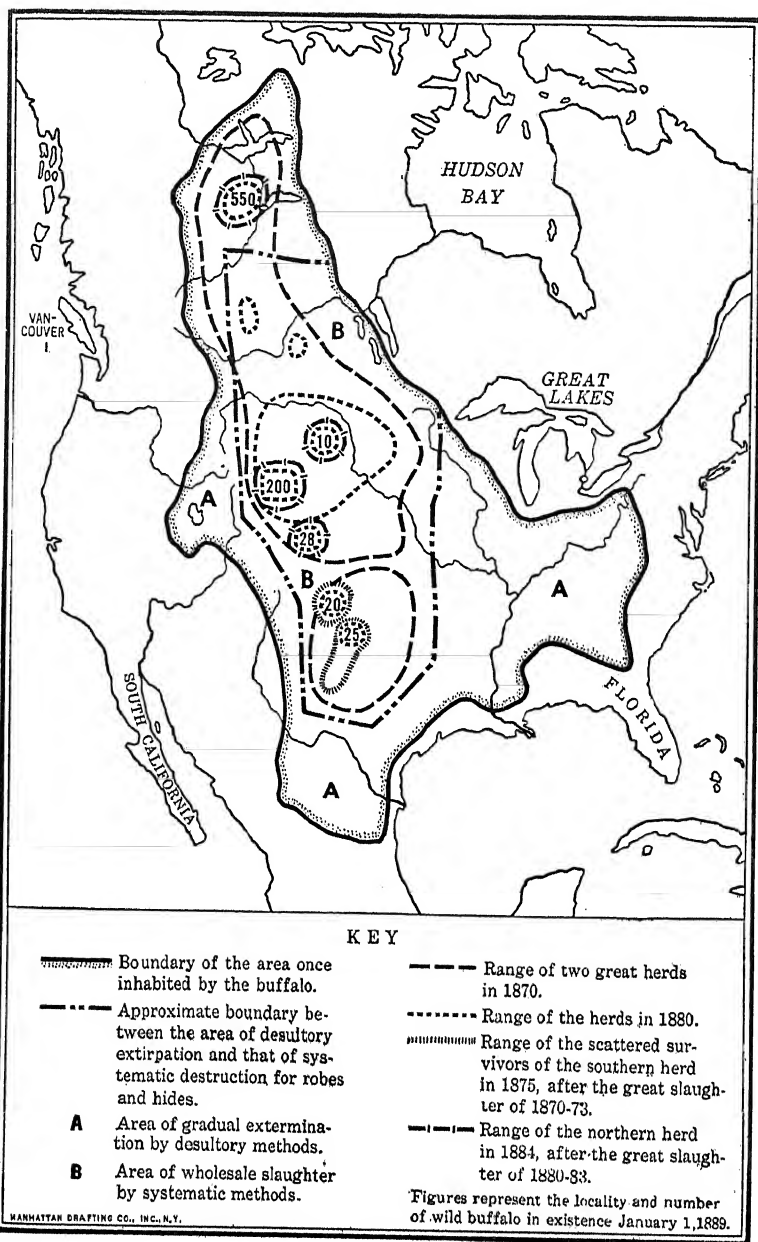 HUDSON
BAY
550
VAN-
COUVER
I.
B
GREAT
LAKES
10
200
A
28
B
20
25
A
SOUTH CALIFORNIA
FLORIDA
A
KEY
Boundary of the area once
inhabited by the buffalo.
Approximate boundary be-
tween the area of desultory
extirpation and that of sys-
tematic destruction for robes
and hides.
A Area of gradual extermina-
tion by desultory methods.
B Area of wholesale slaughter
by systematic methods.
MANHATTAN DRAFTING CO., INC., N.Y.
Range of two great herds
in 1870.
Range of the herds in 1880.
Range of the scattered sur-
vivors of the southern herd
in 1875, after the great slaugh-
ter of 1870-73.
Range of the northern herd
in 1884, after the great slaugh-
ter of 1880-83.
Figures represent the locality and number
of wild buffalo in existence January 1, 1889.